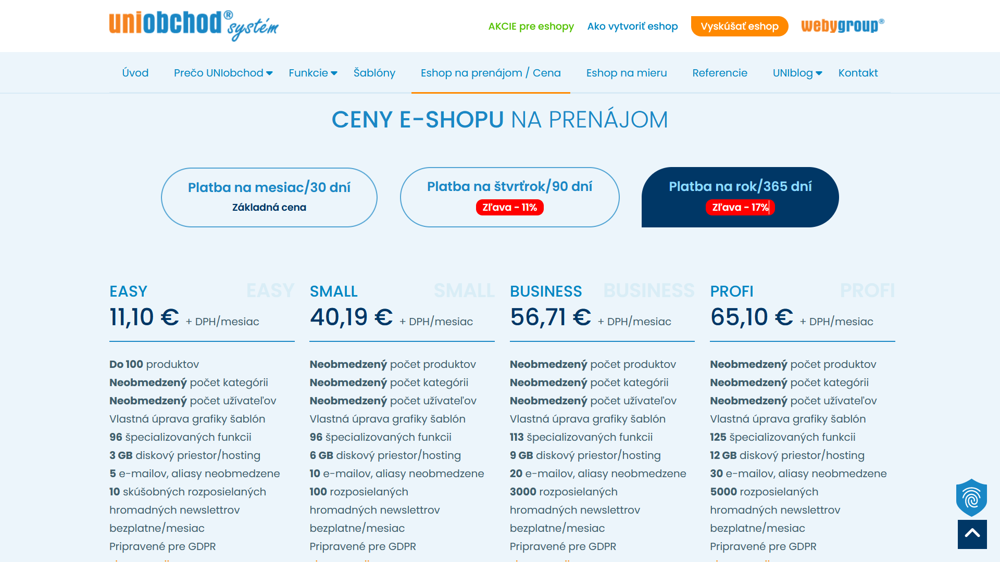 uniobchod® systém
AKCIE pre eshopy
Ako vytvoriť eshop
Vyskúšať eshop
webygroup®
Úvod
Prečo UNIobchod
Funkcie
Šablóny
Eshop na prenájom / Cena
Eshop na mieru
Referencie
UNIblog
Kontakt
CENY E-SHOPU NA PRENÁJOM
Platba na mesiac/30 dní
Základná cena
Platba na štvrťrok/90 dní
Zľava - 11%
Platba na rok/365 dní
Zľava - 17%
EASY
EASY
11,10 € + DPH/mesiac
Do 100 produktov
Neobmedzený počet kategórii
Neobmedzený počet užívateľov
Vlastná úprava grafiky šablón
96 špecializovaných funkcii
3 GB diskový priestor/hosting
5 e-mailov, aliasy neobmedzene
10 skúšobných rozposielaných
hromadných newslettrov
bezplatne/mesiac
Pripravené pre GDPR
SMALL
SMALL
40,19 € + DPH/mesiac
Neobmedzený počet produktov
Neobmedzený počet kategórii
Neobmedzený počet užívateľov
Vlastná úprava grafiky šablón
96 špecializovaných funkcii
6 GB diskový priestor/hosting
10 e-mailov, aliasy neobmedzene
100 rozposielaných
hromadných newslettrov
bezplatne/mesiac
Pripravené pre GDPR
BUSINESS
BUSINESS
56,71 € + DPH/mesiac
Neobmedzený počet produktov
Neobmedzený počet kategórii
Neobmedzený počet užívateľov
Vlastná úprava grafiky šablón
113 špecializovaných funkcii
9 GB diskový priestor/hosting
20 e-mailov, aliasy neobmedzene
3000 rozposielaných
hromadných newslettrov
bezplatne/mesiac
Pripravené pre GDPR
PROFI
PROFI
65,10 € + DPH/mesiac
Neobmedzený počet produktov
Neobmedzený počet kategórii
Neobmedzený počet užívateľov
Vlastná úprava grafiky šablón
125 špecializovaných funkcii
12 GB diskový priestor/hosting
30 e-mailov, aliasy neobmedzene
5000 rozposielaných
hromadných newslettrov
bezplatne/mesiac
Pripravené pre GDPR